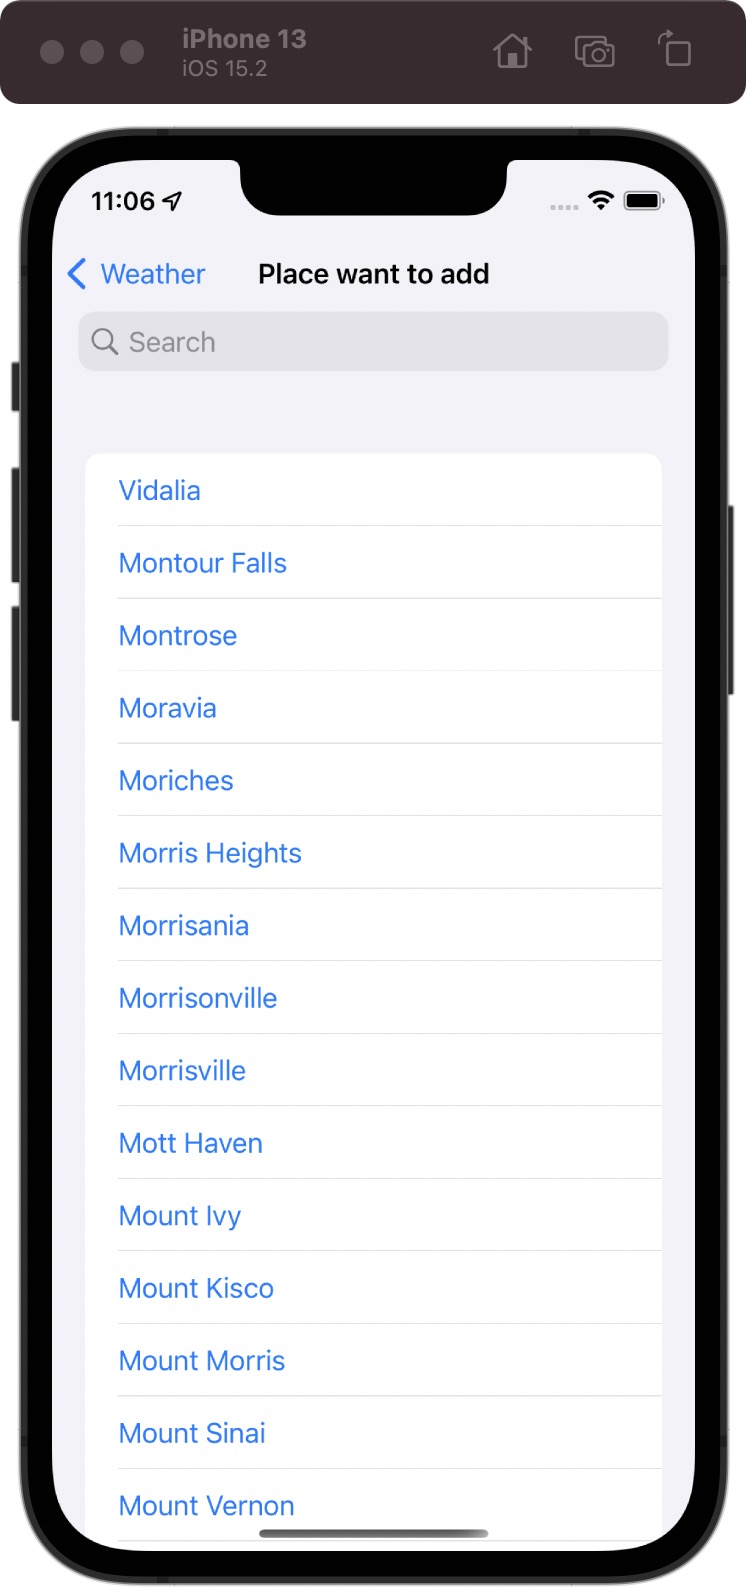 iPhone 13
iOS 15.2
11:06
Weather
Place want to add
Search
Vidalia
Montour Falls
Montrose
Moravia
Moriches
Morris Heights
Morrisania
Morrisonville
Morrisville
Mott Haven
Mount Ivy
Mount Kisco
Mount Morris
Mount Sinai
Mount Vernon